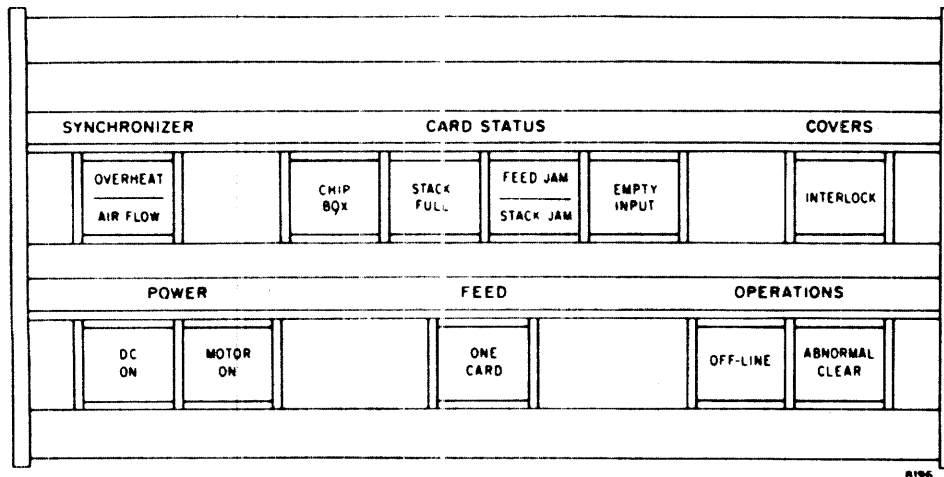 SYNCHRONIZER CARD STATUS COVERS
OVERHEAT
AIR FLOW
CHIP
BOX
STACK
FULL
FEED JAM
STACK JAM
EMPTY
INPUT
INTERLOCK
POWER FEED OPERATIONS
DC
ON
MOTOR
ON
ONE
CARD
OFF-LINE
ABNORMAL
CLEAR
8196